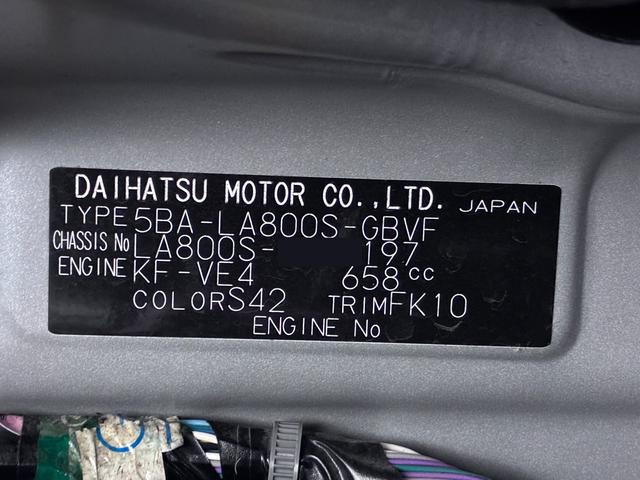 DAIHATSU MOTOR CO.,LTD. JAPAN
TYPE 5BA-LA800S-GBVF
CHASSIS No LA800S- 197
ENGINE KF-VE4 658cc
COLOR S42 TRIM FK10
ENGINE No